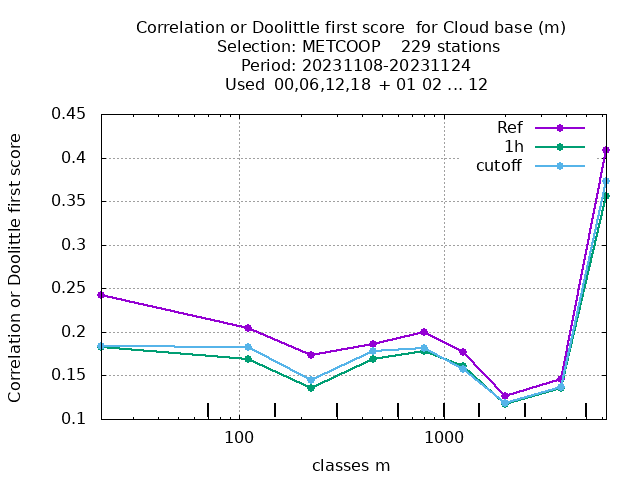 Correlation or Doolittle first score  for Cloud base (m)
Selection: METCOOP    229 stations
Period: 20231108-20231124
Used  00,06,12,18  + 01 02 ... 12
Correlation or Doolittle first score
0.45
0.4
0.35
0.3
0.25
0.2
0.15
0.1
Ref
1h
cutoff
100
1000
classes m